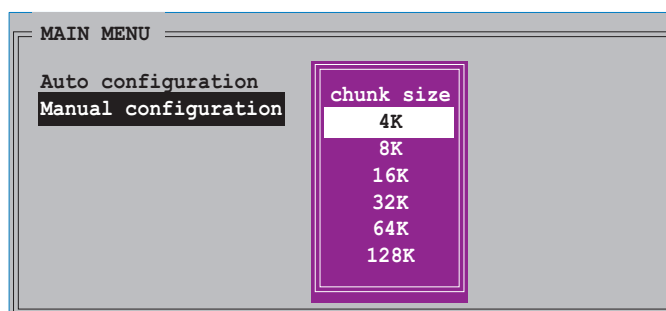 MAIN MENU
Auto configuration
Manual configuration
chunk size
4K
8K
16K
32K
64K
128K